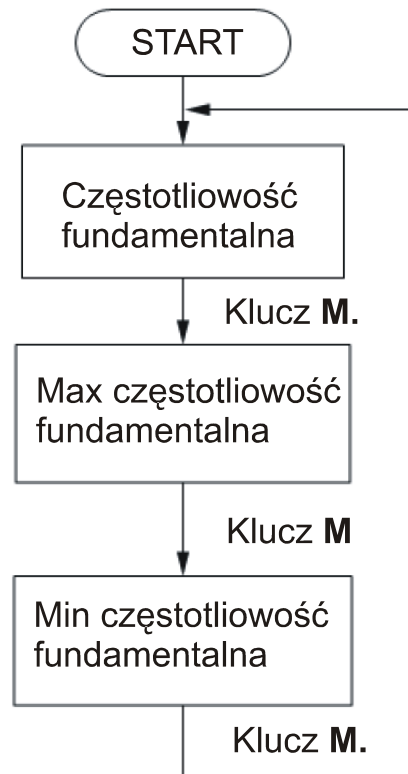 START
Częstotliowość
fundamentalna
Klucz M.
Max częstotliowość
fundamentalna
Klucz M
Min częstotliowość
fundamentalna
Klucz M.